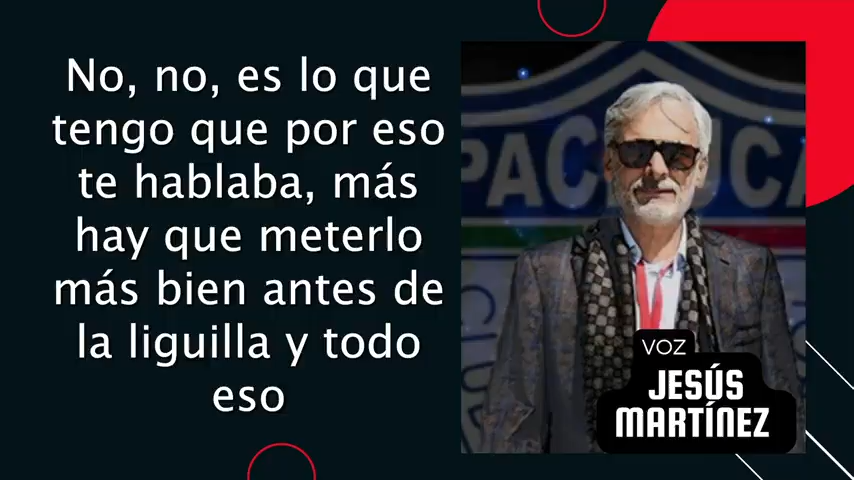 No, no, es lo que
tengo que por eso
te hablaba, más
hay que meterlo
más bien antes de
la liguilla y todo
eso
PACHUCA
VOZ
JESÚS
MARTÍNEZ